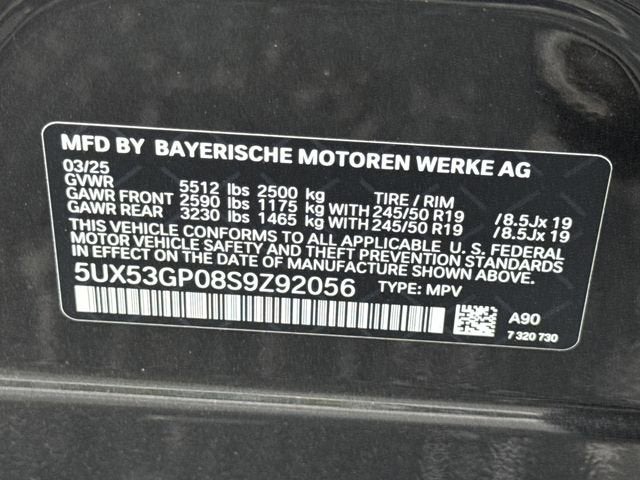 MFD BY BAYERISCHE MOTOREN WERKE AG
03/25
GVWR 5512 lbs 2500 kg TIRE / RIM
GAWR FRONT 2590 lbs 1175 kg WITH 245/50 R19 / 8.5Jx 19
GAWR REAR 3230 lbs 1465 kg WITH 245/50 R19 / 8.5Jx 19
THIS VEHICLE CONFORMS TO ALL APPLICABLE U.S. FEDERAL
MOTOR VEHICLE SAFETY AND THEFT PREVENTION STANDARDS
IN EFFECT ON THE DATE OF MANUFACTURE SHOWN ABOVE.
5UX53GP08S9Z92056 TYPE: MPV
A90
7 320 730